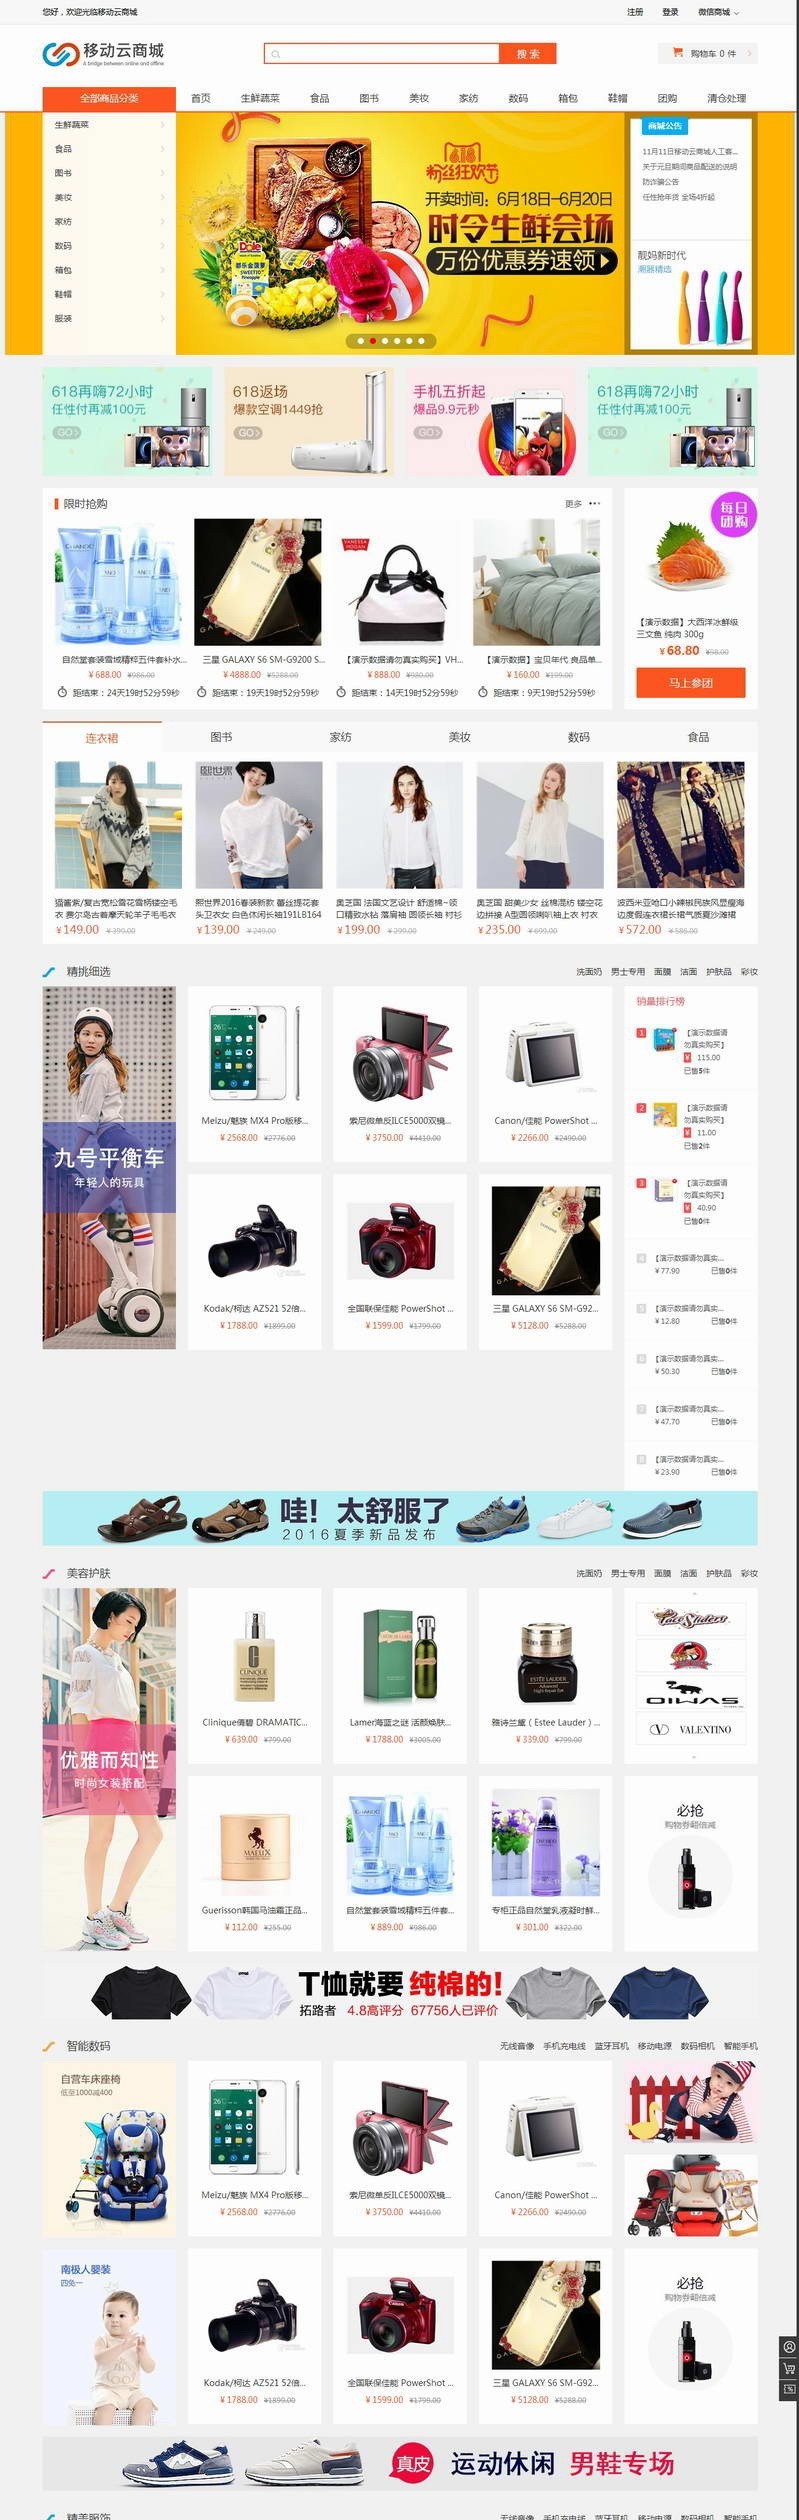 您好，欢迎光临移动云商城
注册 登录 微信商城
移动云商城
A bridge between online and offline
搜 索
购物车 0 件
全部商品分类 首页 生鲜蔬菜 食品 图书 美妆 家纺 数码 箱包 鞋帽 团购 清仓处理
生鲜蔬菜
食品
图书
美妆
家纺
数码
箱包
鞋帽
服装
6.18
粉丝狂欢节
开卖时间：6月18日-6月20日
时令生鲜会场
万份优惠券速领
Dole
商城公告
11月11日移动云商城人工客...
关于元旦期间商品配送的说明
防诈骗公告
任性抢年货 全场4折起
靓妈新时代
潮器精选
618再嗨72小时
任性付再减100元
GO
618返场
爆款空调1449抢
GO
手机五折起
爆品9.9元秒
GO
618再嗨72小时
任性付再减100元
GO
限时抢购
更多
自然堂套装雪域精粹五件套补水...
¥ 688.00 ¥986.00
距结束：24天19时52分59秒
三星 GALAXY S6 SM-G9200 S...
¥ 4888.00 ¥5288.00
距结束：19天19时52分59秒
VANESSA HOGAN
【演示数据请勿真实购买】VH...
¥ 888.00 ¥980.00
距结束：14天19时52分59秒
【演示数据】宝贝年代 良品单...
¥ 160.00 ¥199.00
距结束：9天19时52分59秒
每日
团购
【演示数据】大西洋冰鲜级
三文鱼 纯肉 300g
¥ 68.80 ¥98.00
马上参团
连衣裙 图书 家纺 美妆 数码 食品
熙世界
猫酱紫/复古宽松雪花雪柄镂空毛
衣 费尔岛古着摩天轮羊子毛毛衣
¥ 149.00 ¥ 399.00
熙世界2016春装新款 蕾丝提花套
头卫衣女 白色休闲长袖191LB164
¥ 139.00 ¥ 249.00
奥芝国 法国文艺设计 舒适棉~领
口精致水钻 落肩袖 圆领长袖 衬衫
¥ 199.00 ¥ 299.00
奥芝国 甜美少女 丝棉混纺 镂空花
边拼接 A型圆领喇叭袖上衣 衬衣
¥ 235.00 ¥ 699.00
波西米亚呛口小辣椒民族风显瘦海
边度假连衣裙长裙气质夏沙滩裙
¥ 572.00 ¥ 586.00
精挑细选
洗面奶 男士专用 面膜 洁面 护肤品 彩妆
九号平衡车
年轻人的玩具
Meizu/魅族 MX4 Pro版移...
¥ 2568.00 ¥2776.00
索尼微单反ILCE5000双镜...
¥ 3750.00 ¥4410.00
Canon/佳能 PowerShot ...
¥ 2266.00 ¥2490.00
Kodak/柯达 AZ521 52倍...
¥ 1788.00 ¥1899.00
全国联保佳能 PowerShot ...
¥ 1599.00 ¥1799.00
三星 GALAXY S6 SM-G92...
¥ 5128.00 ¥5288.00
销量排行榜
1 【演示数据请
勿真实购买】
¥ 115.00
已售5件
2 【演示数据请
勿真实购买】
¥ 11.00
已售2件
3 【演示数据请
勿真实购买】
¥ 40.90
已售0件
4 【演示数据请勿真实...
¥ 77.90 已售0件
5 【演示数据请勿真实...
¥ 12.80 已售0件
6 【演示数据请勿真实...
¥ 50.30 已售0件
7 【演示数据请勿真实...
¥ 47.70 已售0件
8 【演示数据请勿真实...
¥ 23.90 已售0件
哇！太舒服了
2016夏季新品发布
美容护肤
洗面奶 男士专用 面膜 洁面 护肤品 彩妆
优雅而知性
时尚女装搭配
CLINIQUE
Clinique倩碧 DRAMATIC...
¥ 639.00 ¥799.00
Lamer海蓝之谜 活颜焕肤...
¥ 1788.00 ¥3005.00
ESTEE LAUDER
雅诗兰黛（Estee Lauder）...
¥ 339.00 ¥799.00
Face Sliders
OIWAS
VALENTINO
MAEUX
Guerisson韩国马油霜正品...
¥ 112.00 ¥255.00
CHANDO
自然堂套装雪域精粹五件套...
¥ 889.00 ¥986.00
专柜正品自然堂乳液凝时鲜...
¥ 301.00 ¥322.00
必抢
购物券翻倍减
T恤就要 纯棉的！
拓路者 4.8高评分 67756人已评价
智能数码
无线音像 手机充电线 蓝牙耳机 移动电源 数码相机 智能手机
自营车床座椅
低至1000减400
Meizu/魅族 MX4 Pro版移...
¥ 2568.00 ¥2776.00
索尼微单反ILCE5000双镜...
¥ 3750.00 ¥4410.00
Canon/佳能 PowerShot ...
¥ 2266.00 ¥2490.00
南极人婴装
四免一
Kodak/柯达 AZ521 52倍...
¥ 1788.00 ¥1899.00
全国联保佳能 PowerShot ...
¥ 1599.00 ¥1799.00
三星 GALAXY S6 SM-G92...
¥ 5128.00 ¥5288.00
必抢
购物券翻倍减
真皮 运动休闲 男鞋专场
精美服饰
无线音像 手机充电线 蓝牙耳机 移动电源 数码相机 智能手机